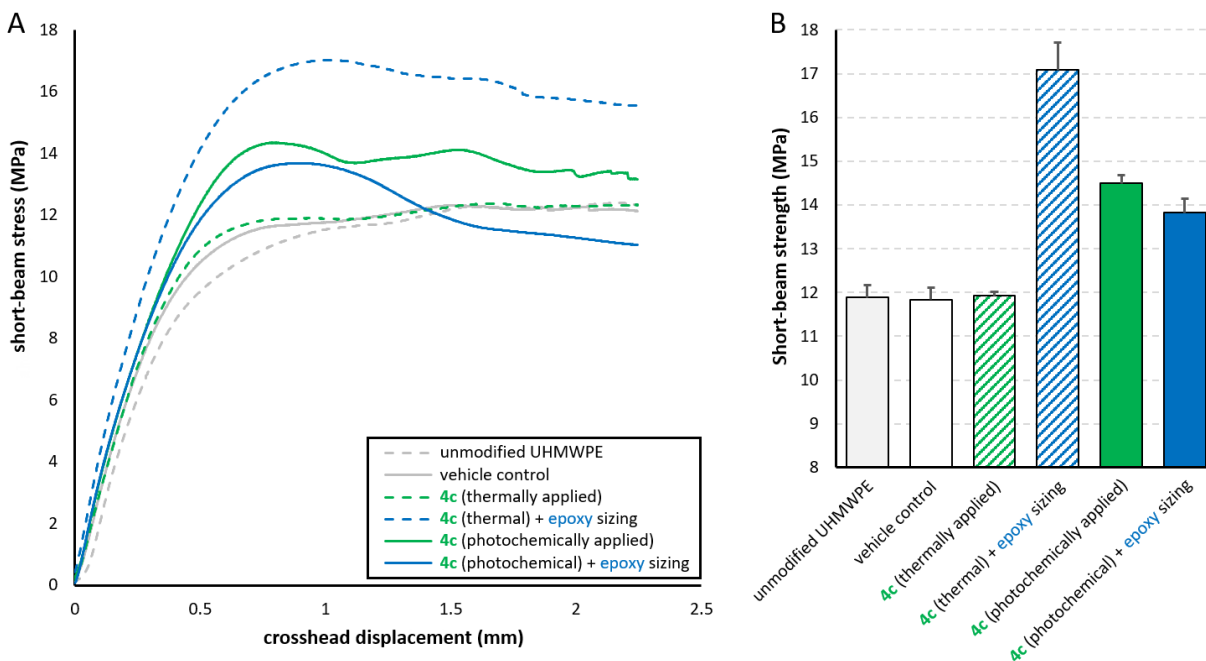 A
short-beam stress (MPa)
18
16
14
12
10
8
6
4
2
0
0
0.5
1
1.5
2
2.5
crosshead displacement (mm)
unmodified UHMWPE
vehicle control
4c (thermally applied)
4c (thermal) + epoxy sizing
4c (photochemically applied)
4c (photochemical) + epoxy sizing
B
Short-beam strength (MPa)
18
17
16
15
14
13
12
11
10
9
8
unmodified UHMWPE
vehicle control
4c (thermally applied)
4c (thermal) + epoxy sizing
4c (photochemically applied)
4c (photochemical) + epoxy sizing